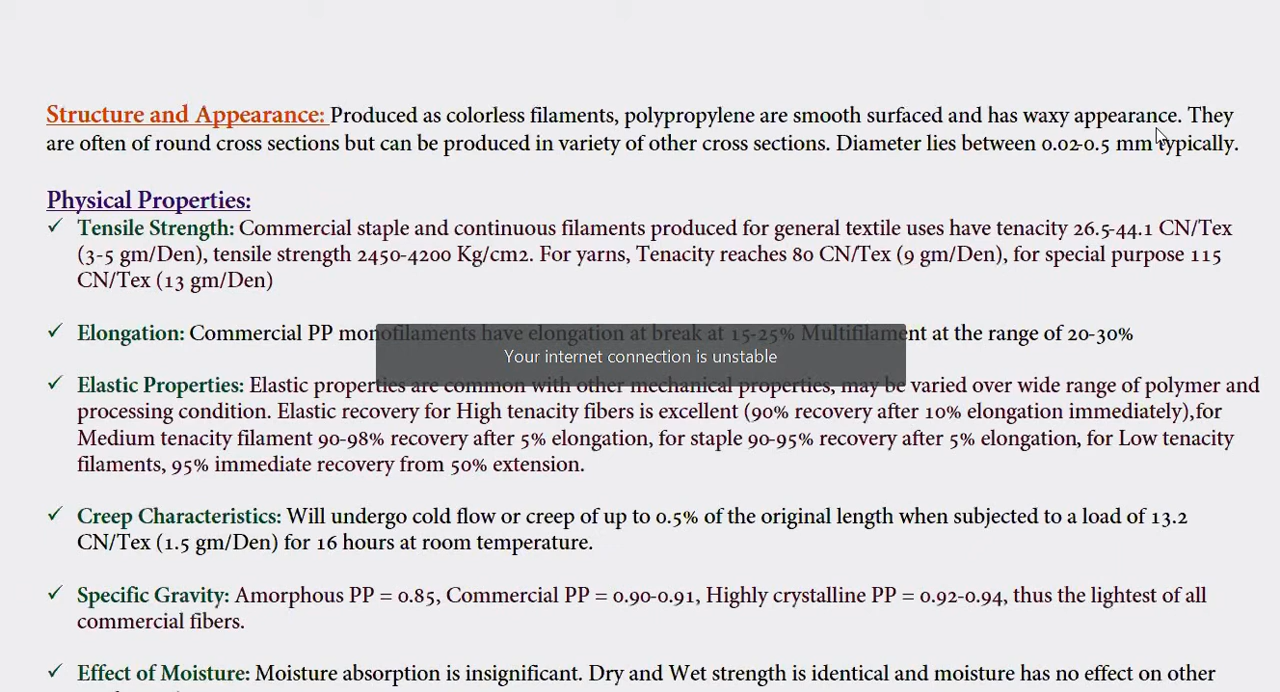 Structure and Appearance: Produced as colorless filaments, polypropylene are smooth surfaced and has waxy appearance. They
are often of round cross sections but can be produced in variety of other cross sections. Diameter lies between 0.02-0.5 mm typically.
Physical Properties:
✓ Tensile Strength: Commercial staple and continuous filaments produced for general textile uses have tenacity 26.5-44.1 CN/Tex
(3-5 gm/Den), tensile strength 2450-4200 Kg/cm2. For yarns, Tenacity reaches 80 CN/Tex (9 gm/Den), for special purpose 115
CN/Tex (13 gm/Den)
✓ Elongation: Commercial PP monofilaments have elongation at break at 15-25% Multifilament at the range of 20-30%
Your internet connection is unstable
✓ Elastic Properties: Elastic properties are common with other mechanical properties, may be varied over wide range of polymer and
processing condition. Elastic recovery for High tenacity fibers is excellent (90% recovery after 10% elongation immediately),for
Medium tenacity filament 90-98% recovery after 5% elongation, for staple 90-95% recovery after 5% elongation, for Low tenacity
filaments, 95% immediate recovery from 50% extension.
✓ Creep Characteristics: Will undergo cold flow or creep of up to 0.5% of the original length when subjected to a load of 13.2
CN/Tex (1.5 gm/Den) for 16 hours at room temperature.
✓ Specific Gravity: Amorphous PP = 0.85, Commercial PP = 0.90-0.91, Highly crystalline PP = 0.92-0.94, thus the lightest of all
commercial fibers.
✓ Effect of Moisture: Moisture absorption is insignificant. Dry and Wet strength is identical and moisture has no effect on other